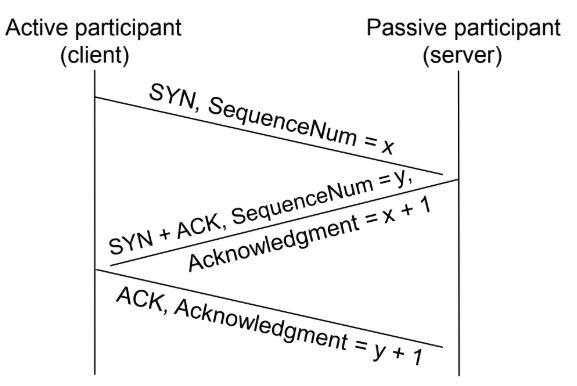 Active participant
(client)
Passive participant
(server)
SYN, SequenceNum = x
SYN + ACK, SequenceNum = y,
Acknowledgment = x + 1
ACK, Acknowledgment = y + 1